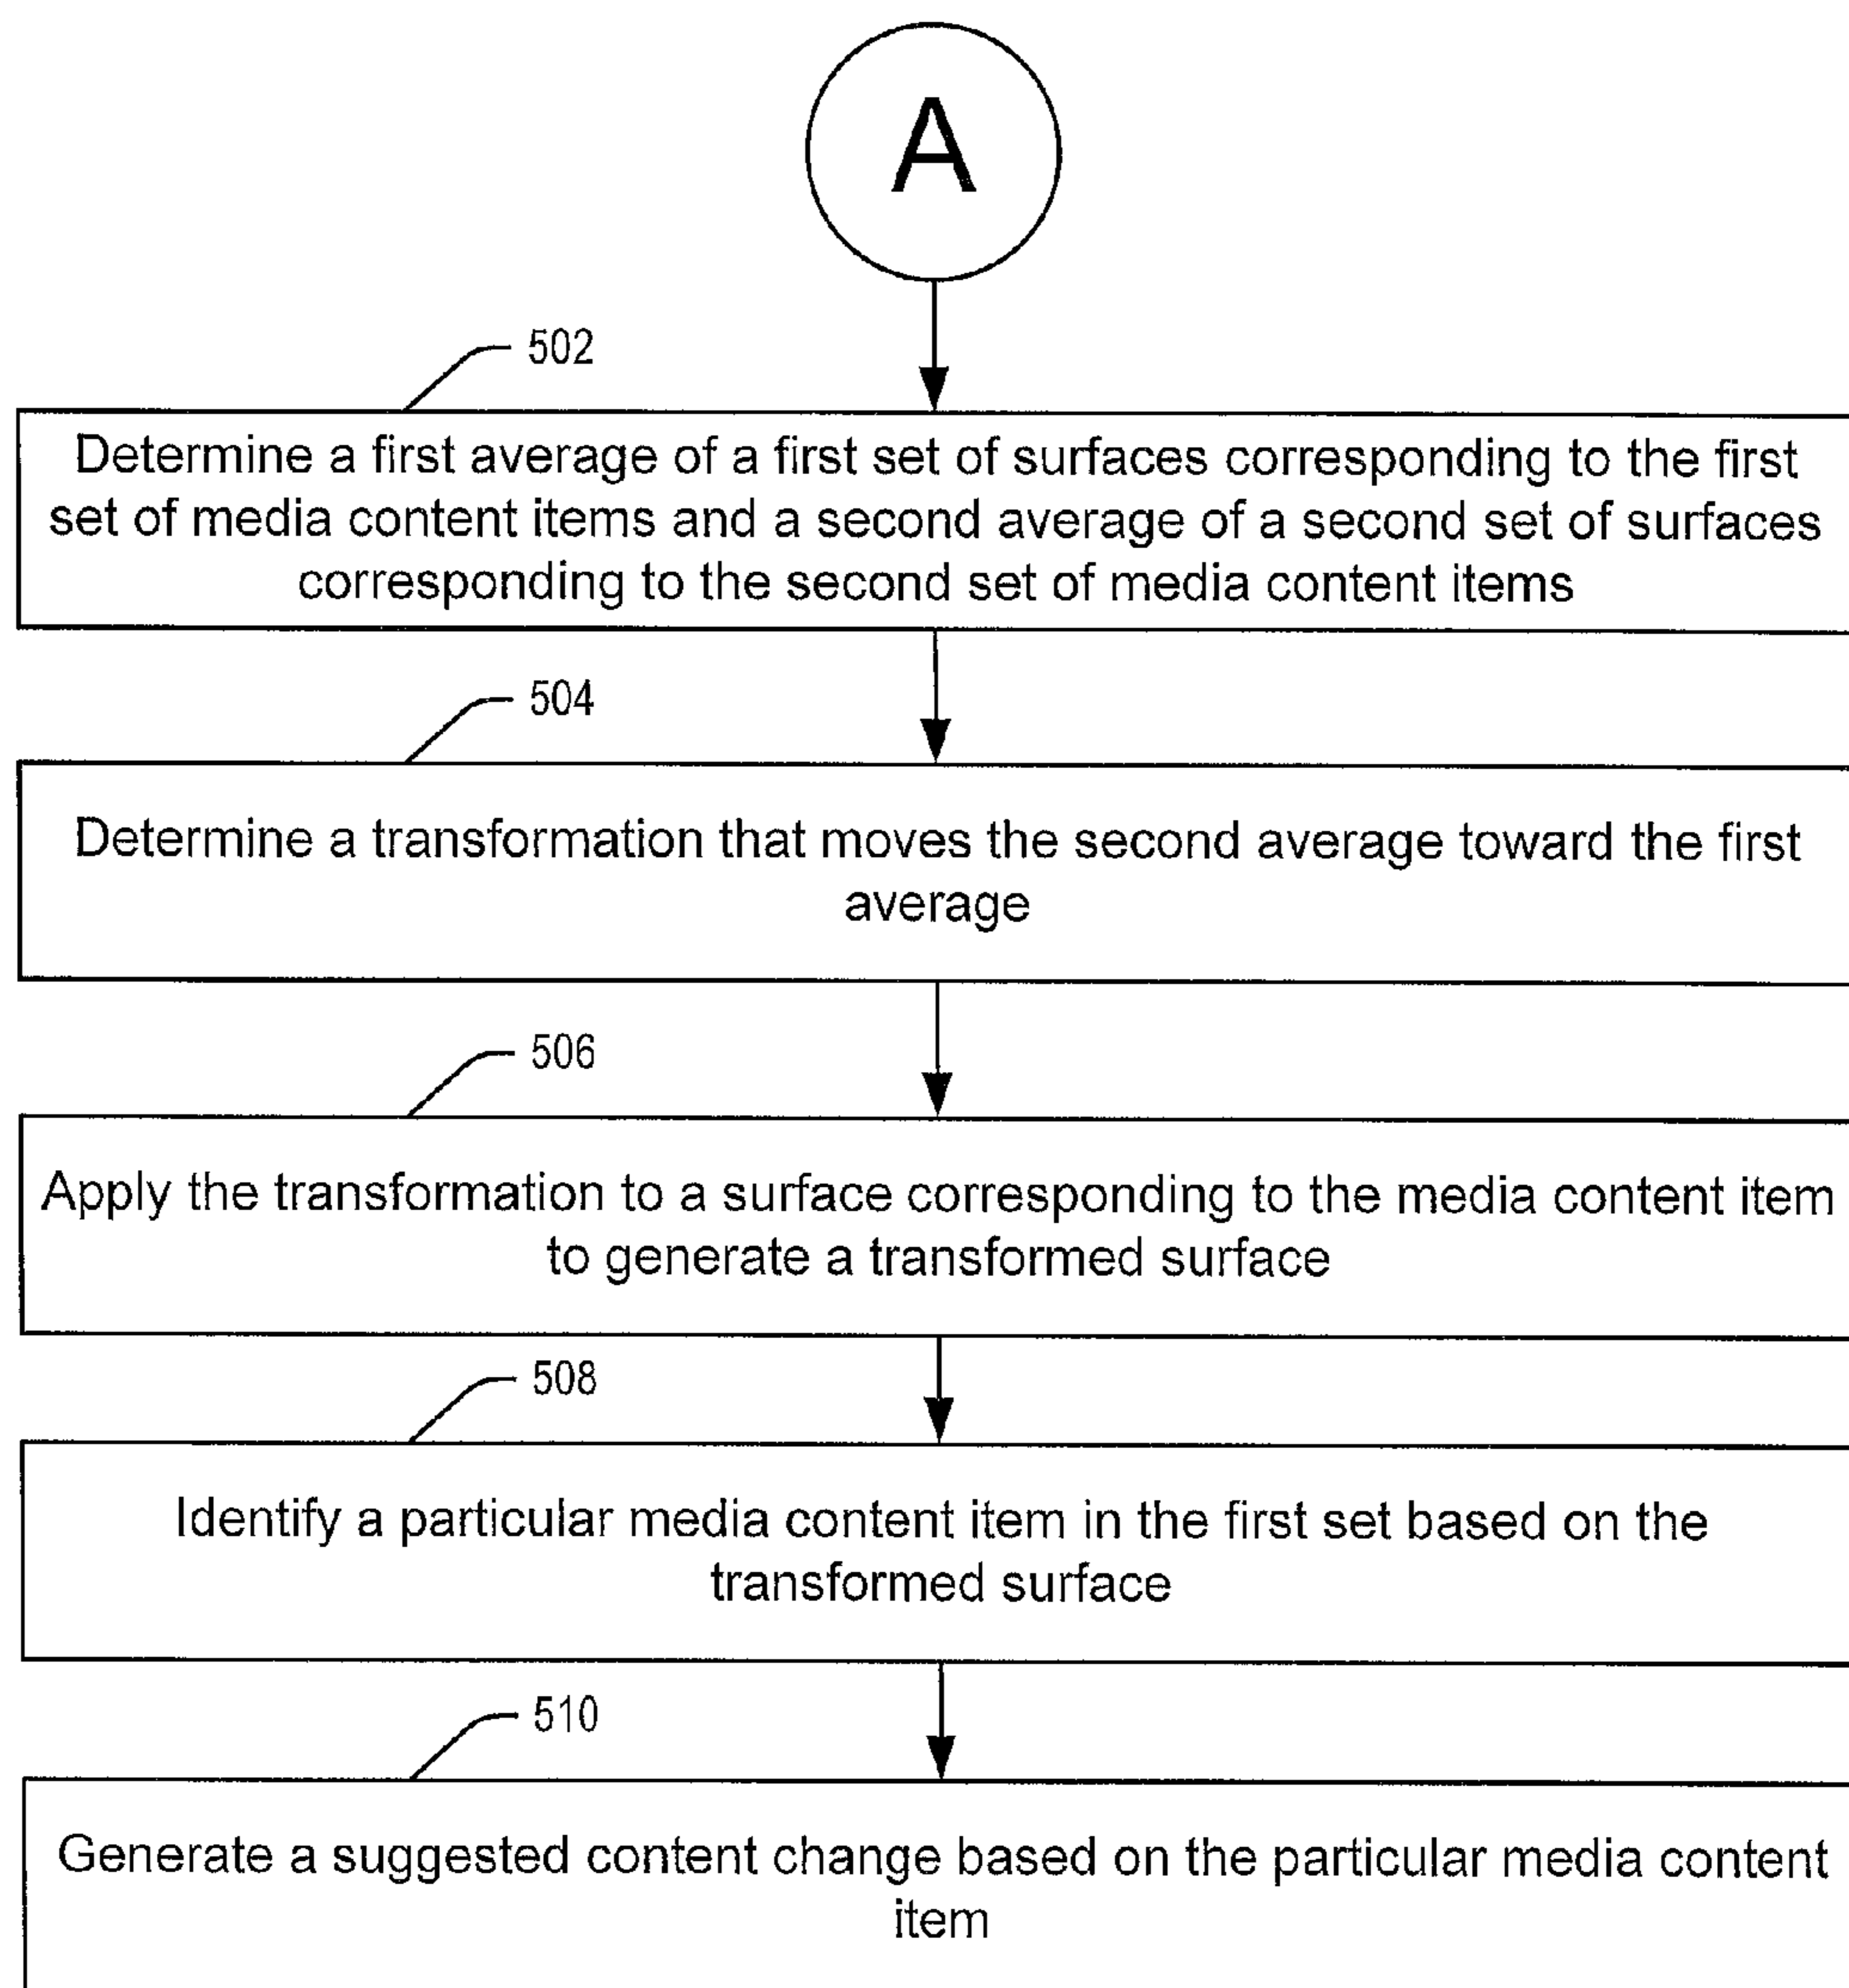 A
502
Determine a first average of a first set of surfaces corresponding to the first
set of media content items and a second average of a second set of surfaces
corresponding to the second set of media content items
504
Determine a transformation that moves the second average toward the first
average
506
Apply the transformation to a surface corresponding to the media content item
to generate a transformed surface
508
Identify a particular media content item in the first set based on the
transformed surface
510
Generate a suggested content change based on the particular media content
item